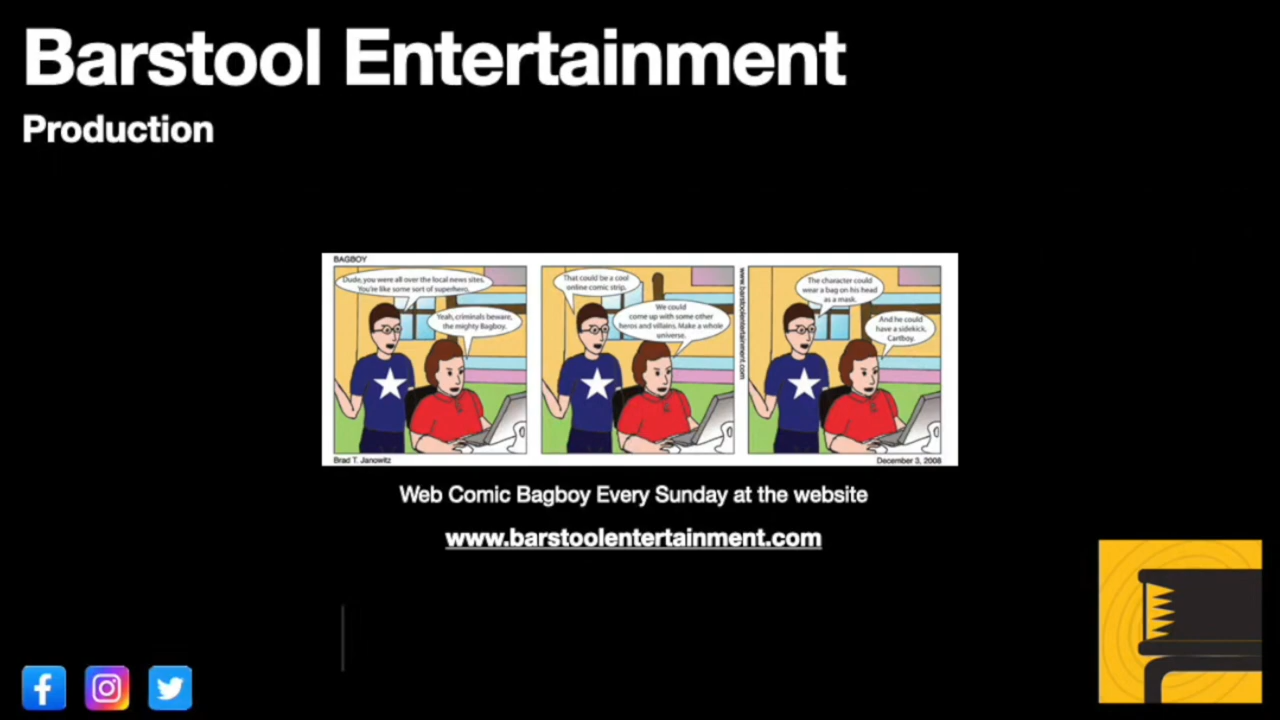 Barstool Entertainment
Production
BAGBOY
Dude, you were all over the local news sites.
You're like some sort of superhero.
Yeah, criminals beware,
the mighty Bagboy.
That could be a cool
online comic strip.
We could
come up with some other
heros and villains. Make a whole
universe.
www.barstoolentertainment.com
The character could
wear a bag on his head
as a mask.
And he could
have a sidekick,
Cartboy.
Brad T. Janowitz
December 3, 2008
Web Comic Bagboy Every Sunday at the website
www.barstoolentertainment.com